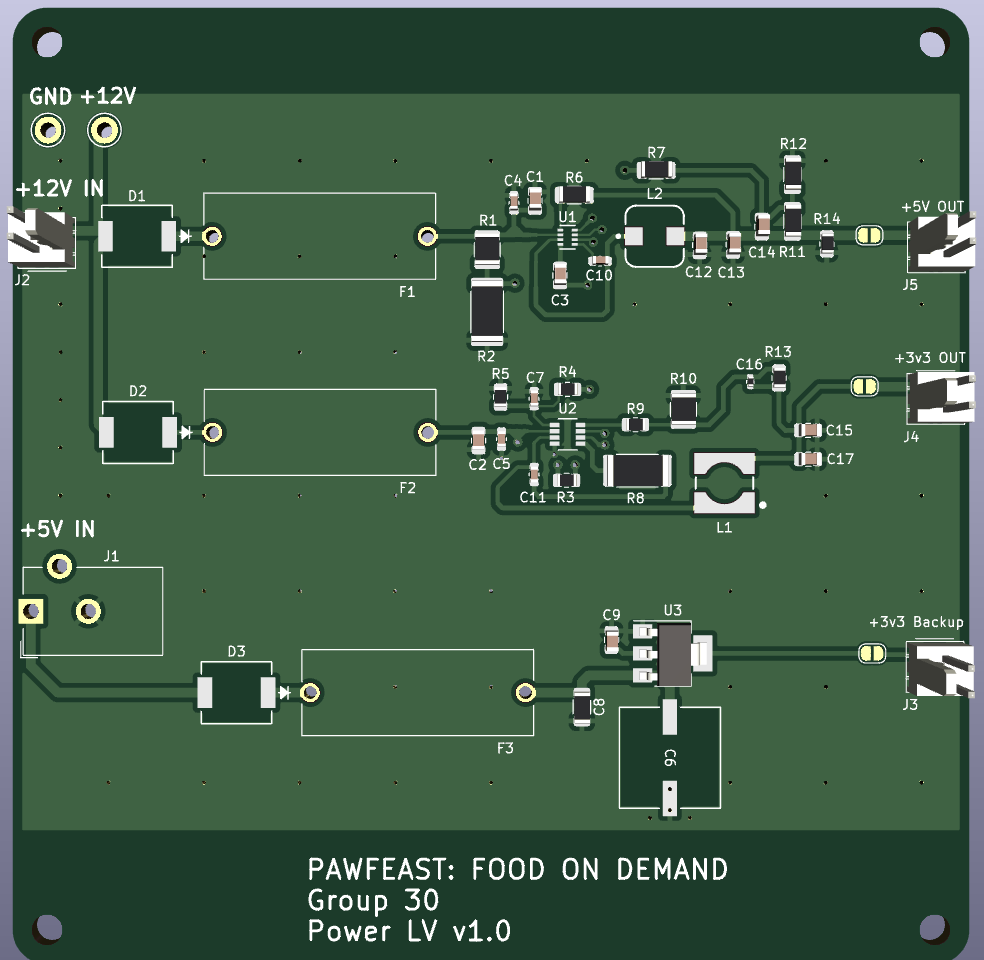 GND +12V
+12V IN
D1
J2
F1
C4 C1 R6 R7 R12
L2
U1
R1
+5V OUT
R14
C14 R11
C12 C13
C10
C3
J5
R2
D2
F2
R5 C7 R4 R10 C16 R13
+3v3 OUT
U2
R9
C15
J4
C2 C5
C17
C11 R3 R8
L1
+5V IN
J1
D3
F3
C9 U3
+3v3 Backup
C8
J3
C6
PAWFEAST: FOOD ON DEMAND
Group 30
Power LV v1.0